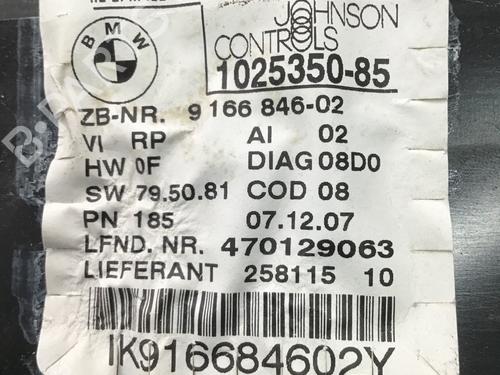 BMW
JOHNSON
CONTROLS
1025350-85
ZB-NR. 9 166 846-02
VI RP AI 02
HW 0F DIAG 08D0
SW 79.50.81 COD 08
PN 185 07.12.07
LFND. NR. 470129063
LIEFERANT 258115 10
IK916684602Y